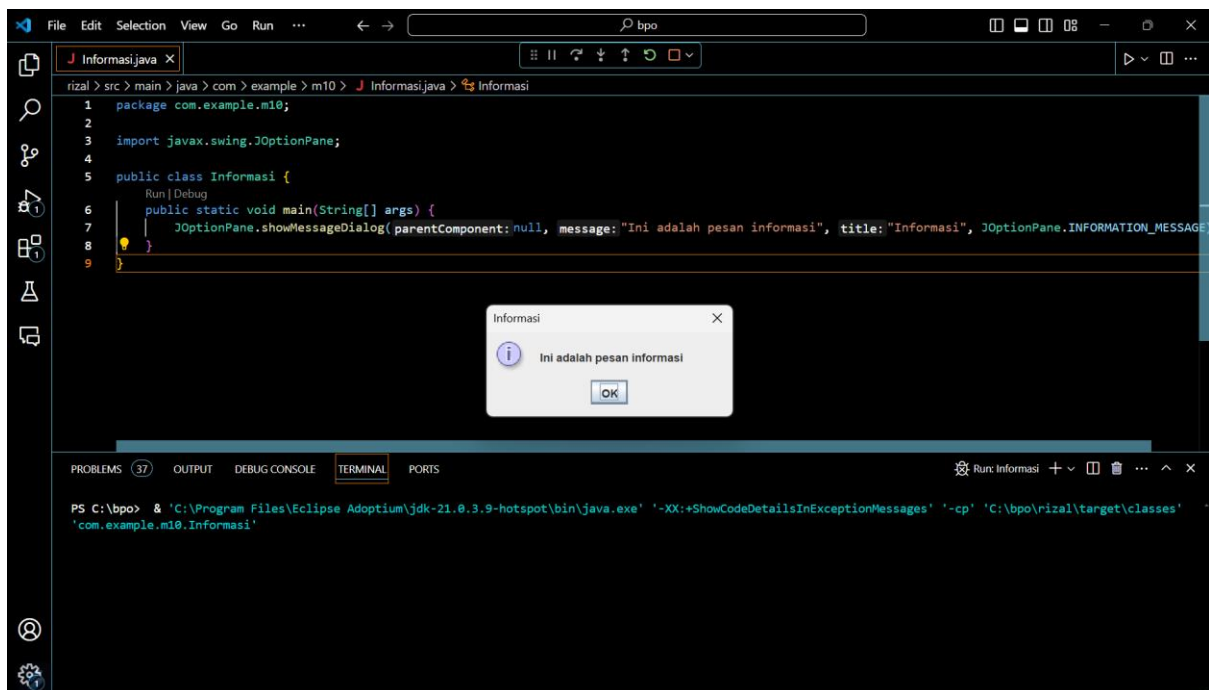 File Edit Selection View Go Run ··· bpo
J Informasi.java
rizal > src > main > java > com > example > m10 > J Informasi.java > Informasi
1 package com.example.m10;
2
3 import javax.swing.JOptionPane;
4
5 public class Informasi {
Run | Debug
6 public static void main(String[] args) {
7 JOptionPane.showMessageDialog(parentComponent:null, message:"Ini adalah pesan informasi", title:"Informasi", JOptionPane.INFORMATION_MESSAGE)
8 }
9 }
Informasi
i Ini adalah pesan informasi
OK
PROBLEMS 37 OUTPUT DEBUG CONSOLE TERMINAL PORTS Run: Informasi
PS C:\bpo> & 'C:\Program Files\Eclipse Adoptium\jdk-21.0.3.9-hotspot\bin\java.exe' '-XX:+ShowCodeDetailsInExceptionMessages' '-cp' 'C:\bpo\rizal\target\classes'
'com.example.m10.Informasi'
1
1
1